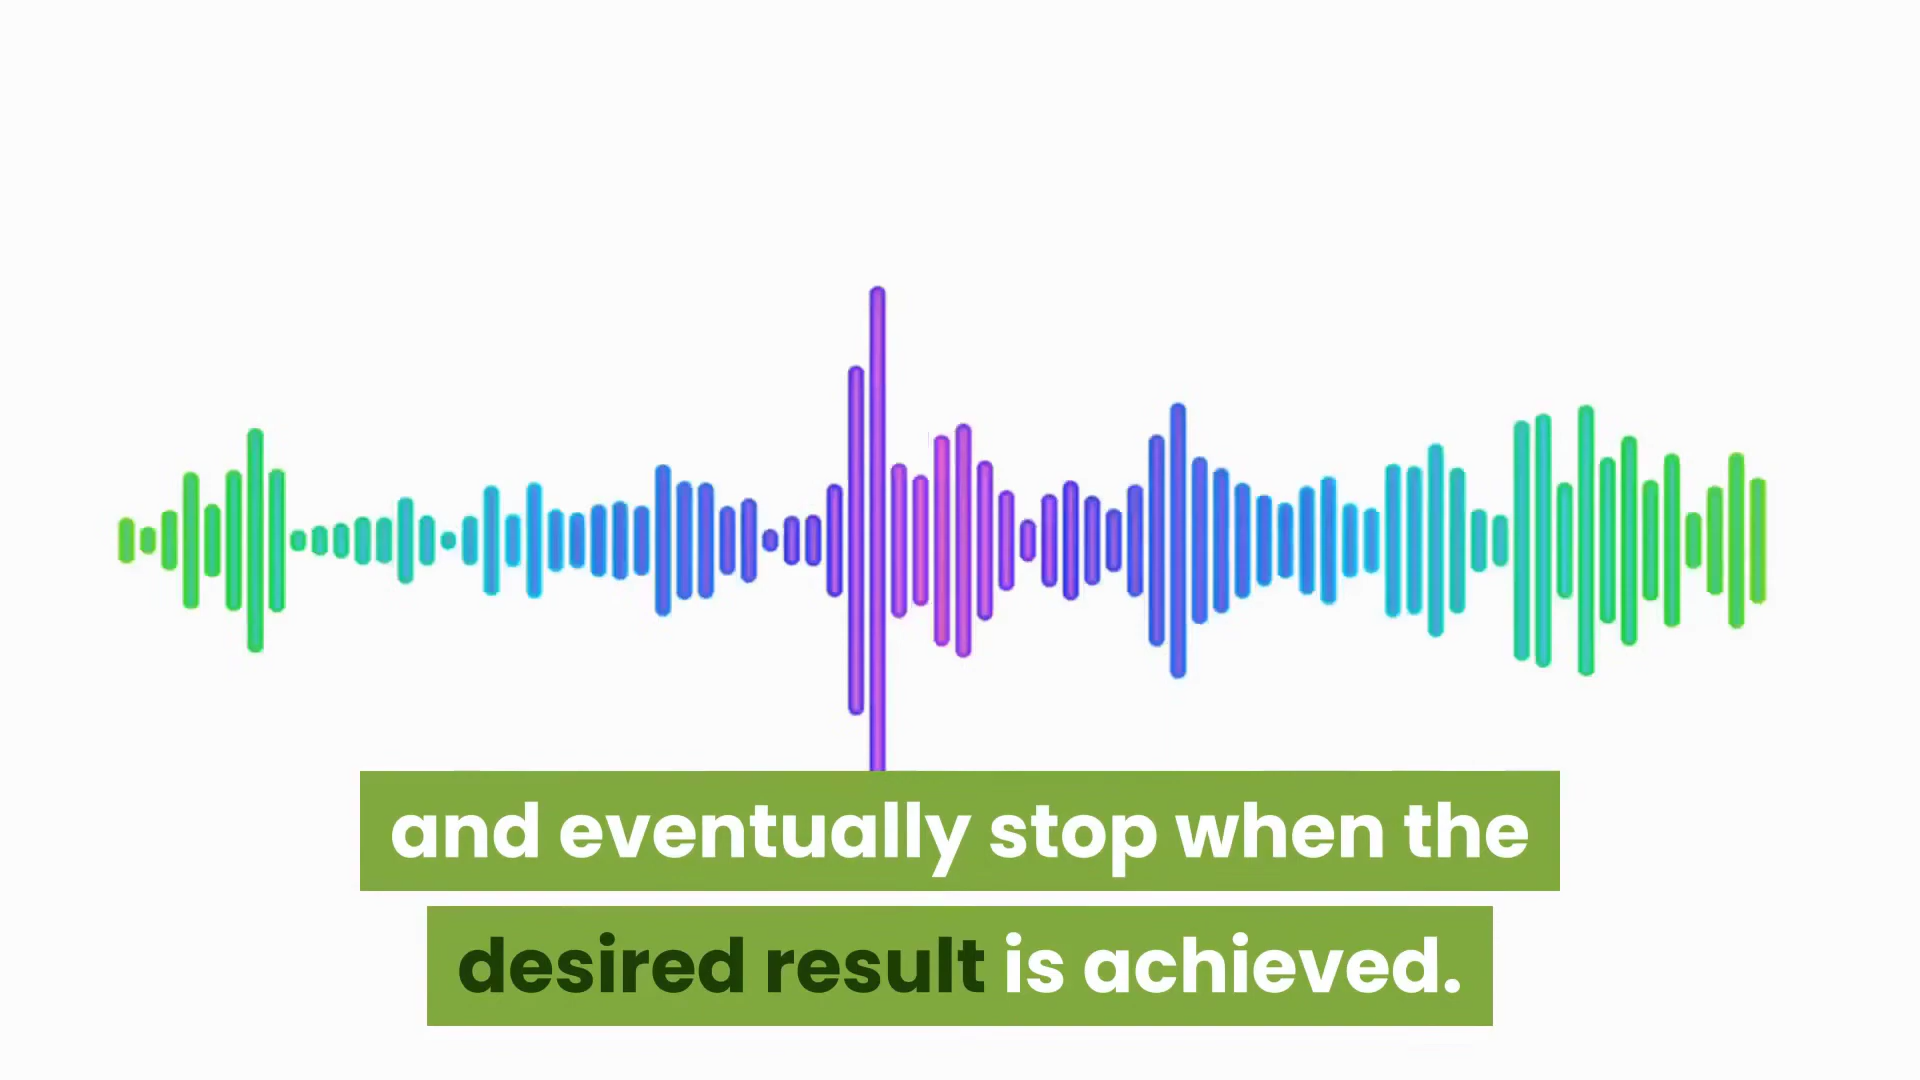 and eventually stop when the
desired result is achieved.